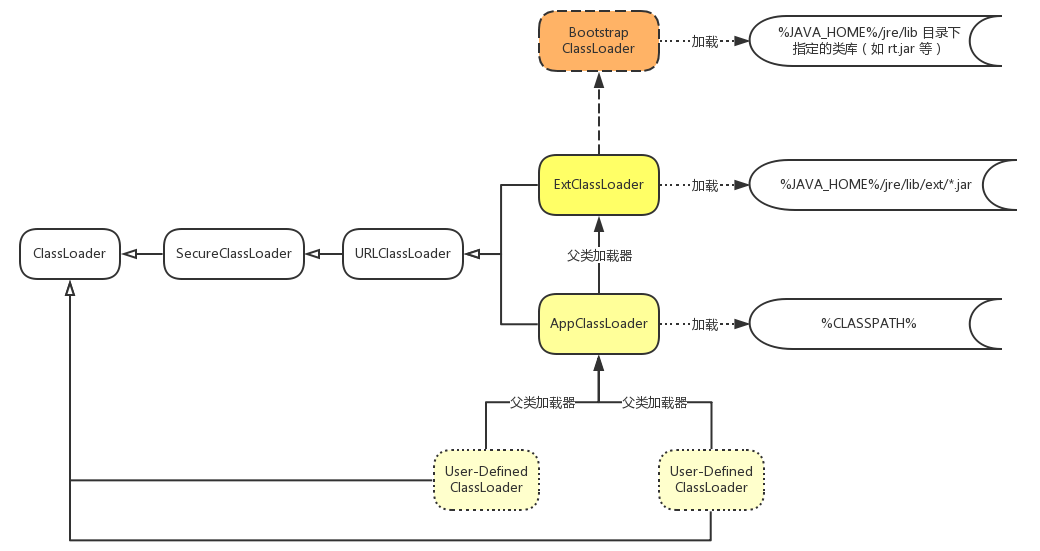 Bootstrap
ClassLoader
加载
%JAVA_HOME%/jre/lib 目录下
指定的类库（如 rt.jar 等）
ExtClassLoader
加载
%JAVA_HOME%/jre/lib/ext/*.jar
ClassLoader
SecureClassLoader
URLClassLoader
父类加载器
AppClassLoader
加载
%CLASSPATH%
父类加载器
父类加载器
User-Defined
ClassLoader
User-Defined
ClassLoader